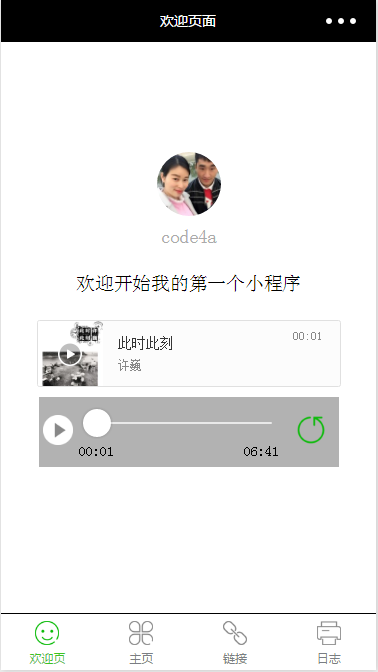 欢迎页面
code4a
欢迎开始我的第一个小程序
此时此刻
00:01
许巍
00:01
06:41
欢迎页
主页
链接
日志